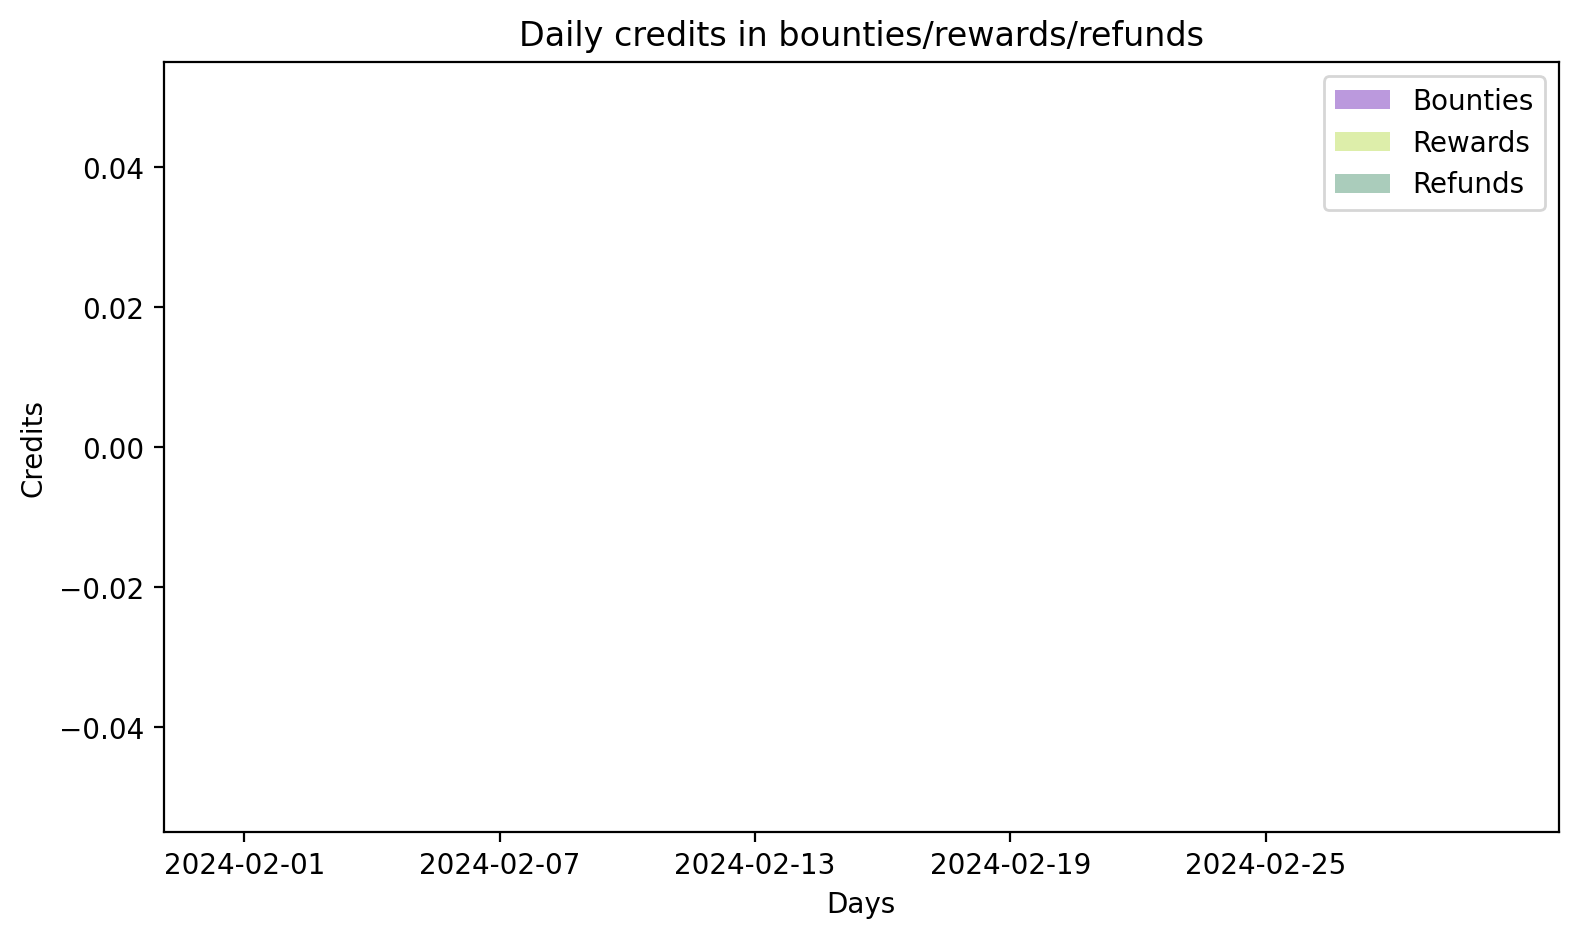 Daily credits in bounties/rewards/refunds
Bounties
Rewards
Refunds
0.04
0.02
0.00
−0.02
−0.04
Credits
2024-02-01 2024-02-07 2024-02-13 2024-02-19 2024-02-25
Days